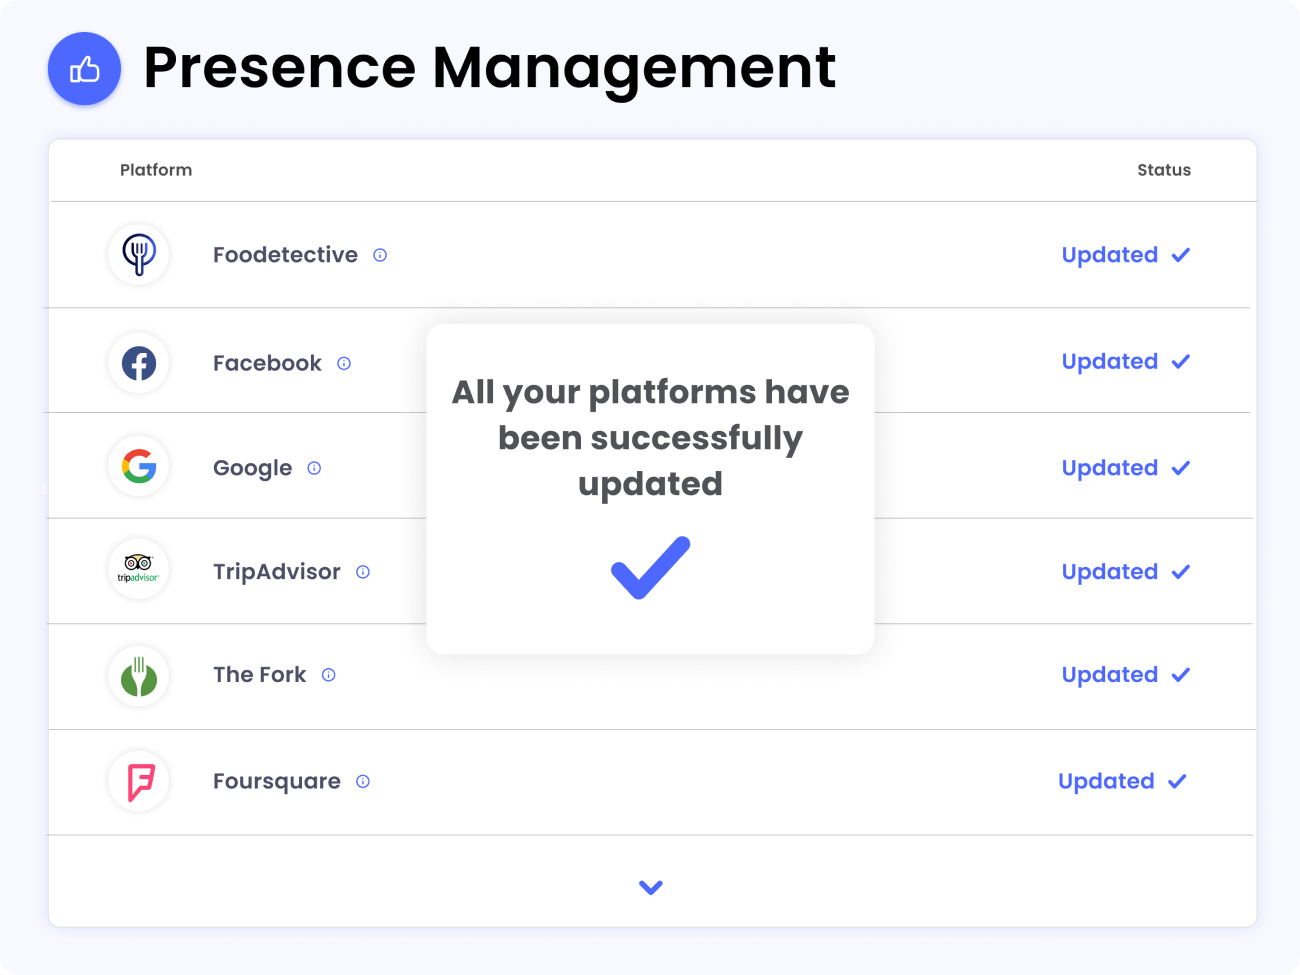 Presence Management
Platform
Status
Foodetective
Updated
Facebook
Updated
All your platforms have
been successfully
updated
Google
Updated
tripadvisor
TripAdvisor
Updated
The Fork
Updated
Foursquare
Updated